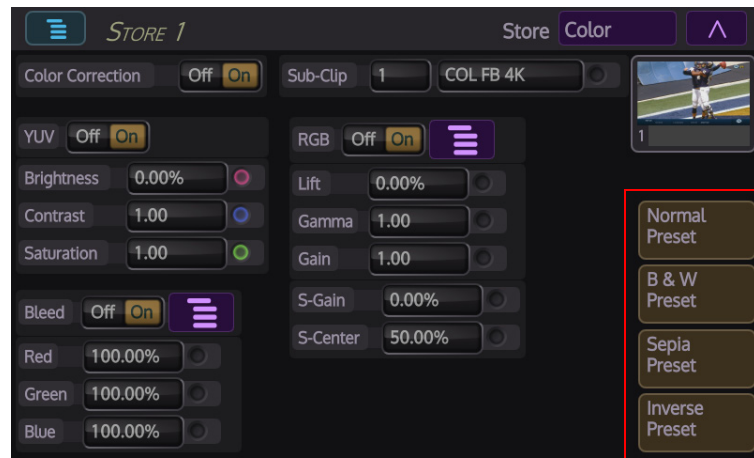 STORE 1 Store Color
Color Correction Off On Sub-Clip 1 COL FB 4K
1
YUV Off On
RGB Off On
Brightness 0.00%
Lift 0.00%
Contrast 1.00
Gamma 1.00
Saturation 1.00
Gain 1.00
S-Gain 0.00%
Bleed Off On
S-Center 50.00%
Red 100.00%
Green 100.00%
Blue 100.00%
Normal
Preset
B & W
Preset
Sepia
Preset
Inverse
Preset